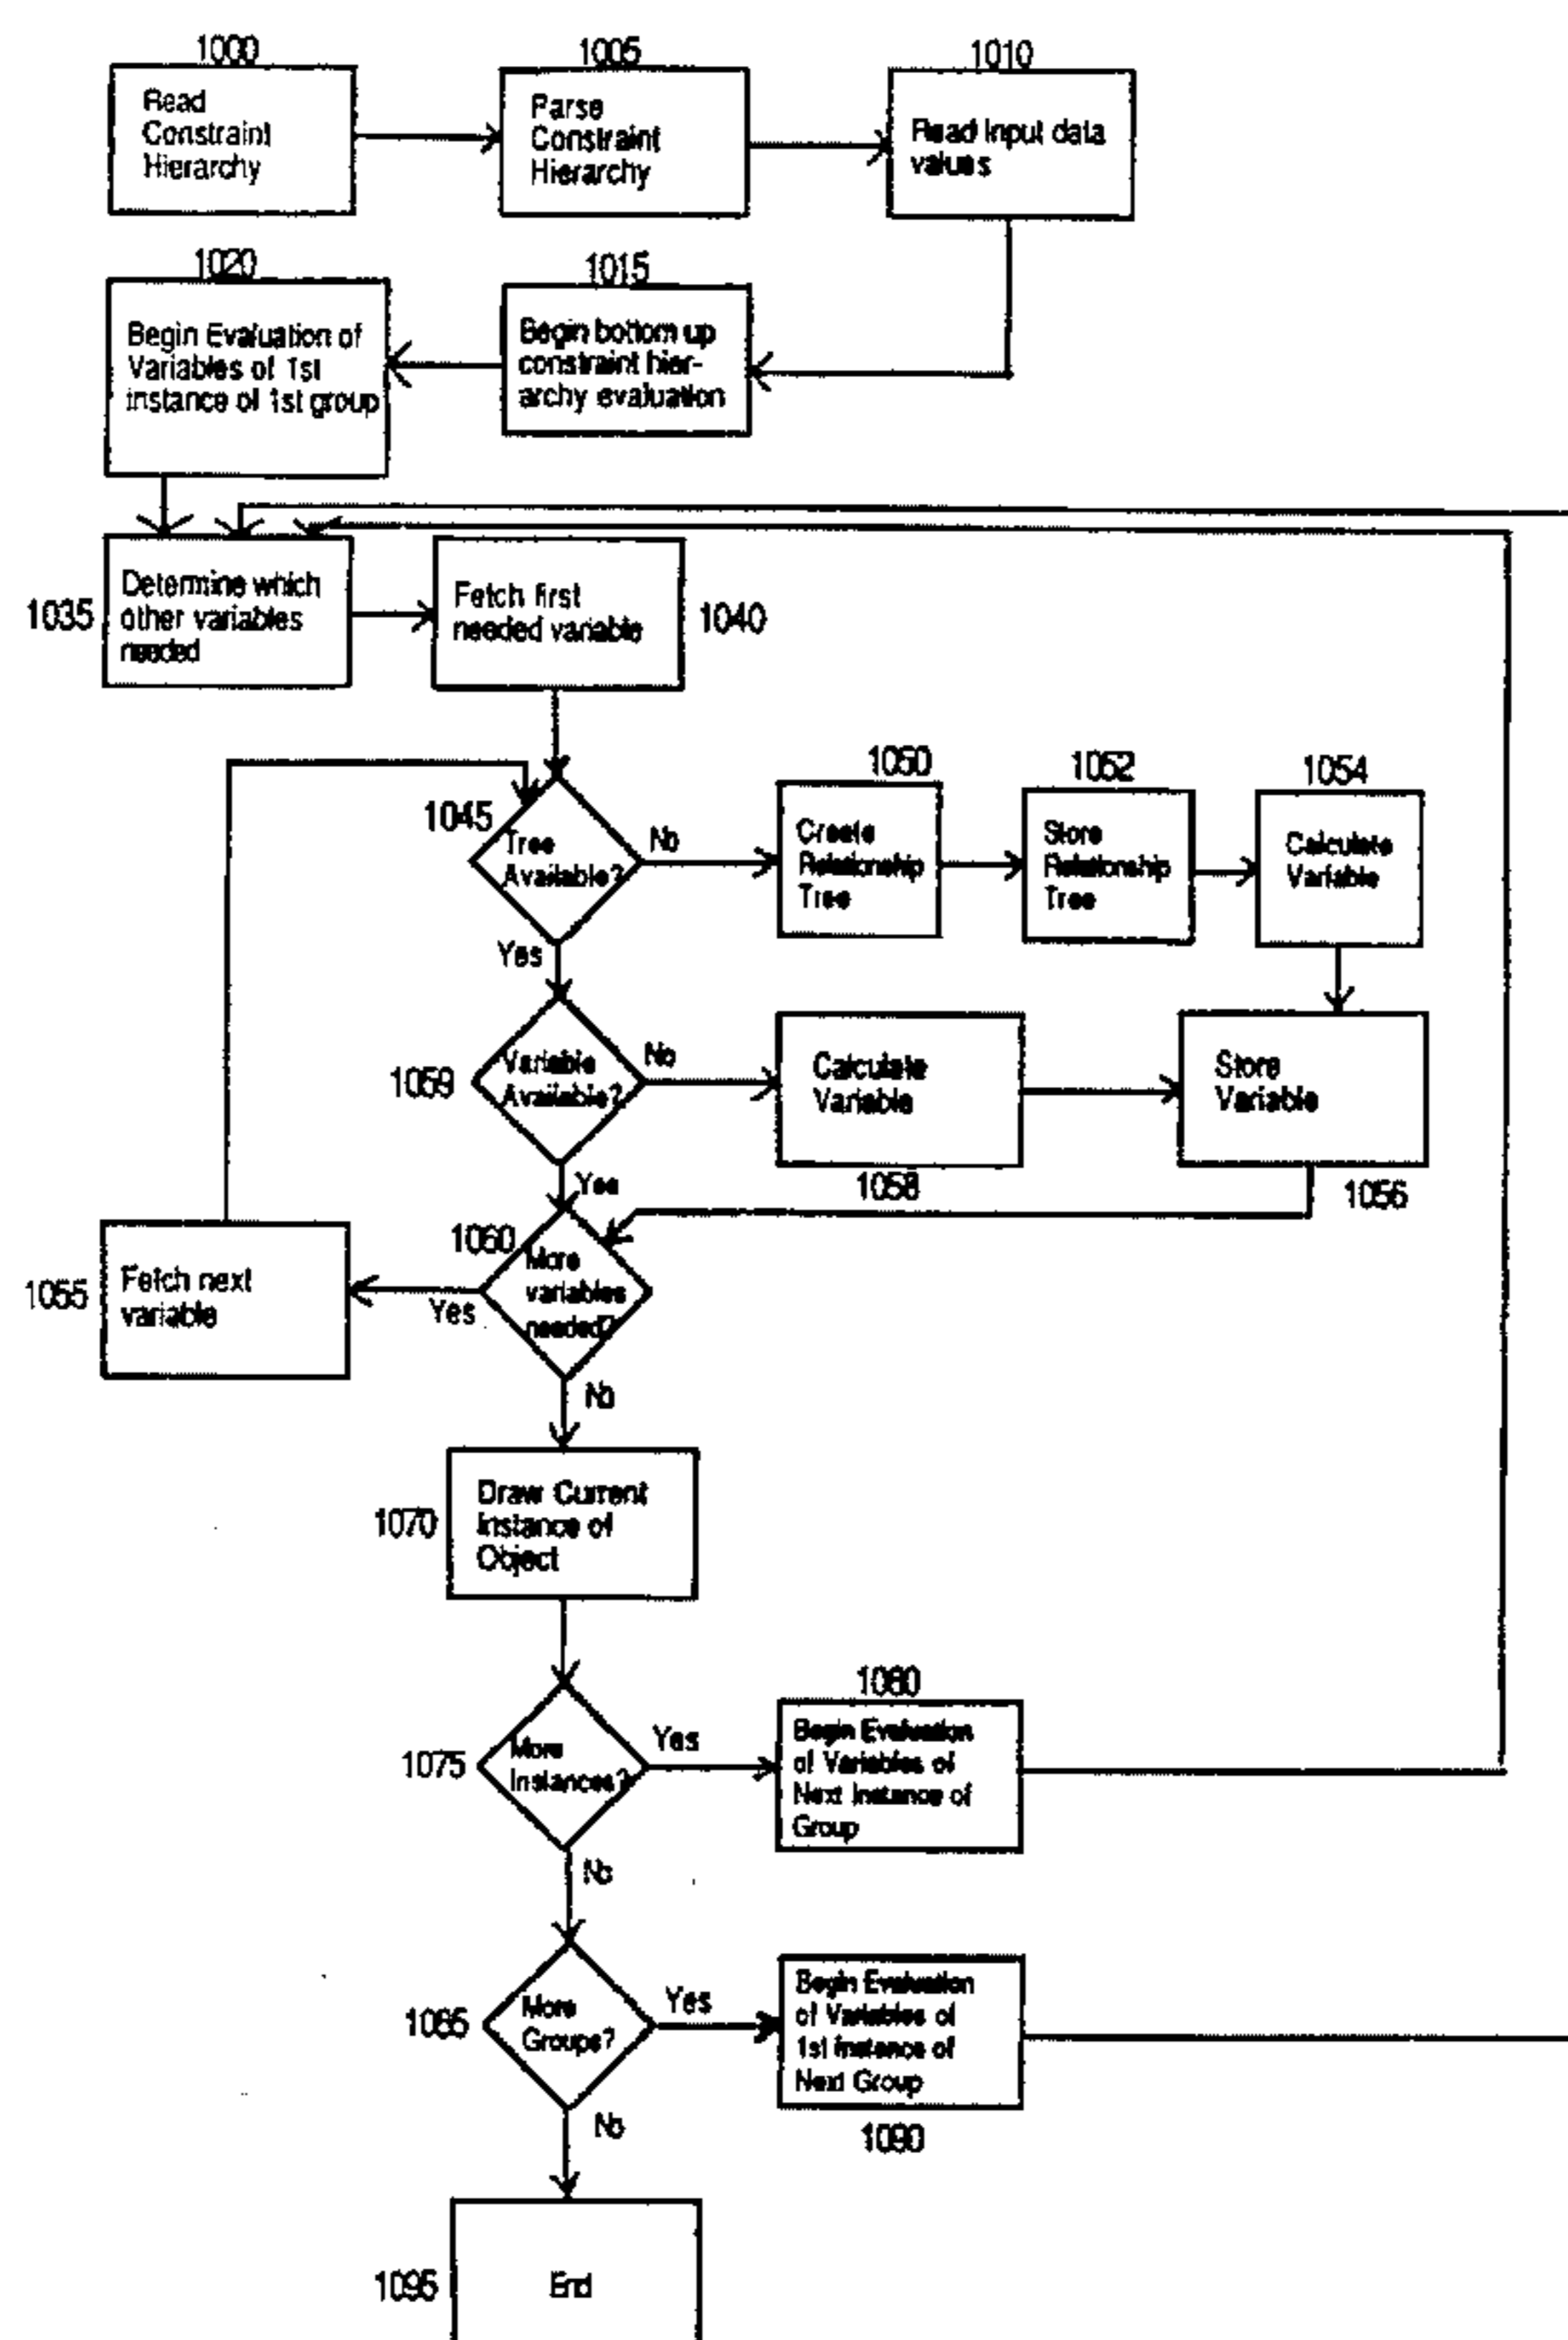 1000
Read
Constraint
Hierarchy
1005
Parse
Constraint
Hierarchy
1010
Read Input data
values
1020
Begin Evaluation of
Variables of 1st
instance of 1st group
1015
Begin bottom up
constraint hier-
archy evaluation
1035
Determine which
other variables
needed
Fetch first
needed variable
1040
1045
Tree
Available?
No
1050
Create
Relationship
Tree
1052
Store
Relationship
Tree
1054
Calculate
Variable
Yes
1059
Variable
Available?
No
Calculate
Variable
1058
Store
Variable
1056
Yes
1060
More
variables
needed?
Yes
1055
Fetch next
variable
No
1070
Draw Current
Instance of
Object
1075
More
Instances?
Yes
1080
Begin Evaluation
of Variables of
Next Instance of
Group
No
1085
More
Groups?
Yes
Begin Evaluation
of Variables of
1st Instance of
Next Group
1090
No
1095
End